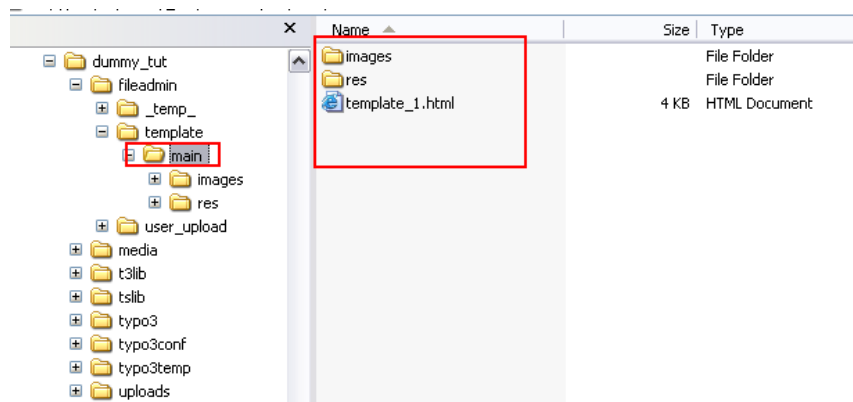 Name Size Type
dummy_tut
fileadmin
_temp_
template
main
images
res
user_upload
media
t3lib
tslib
typo3
typo3conf
typo3temp
uploads
images File Folder
res File Folder
template_1.html 4 KB HTML Document